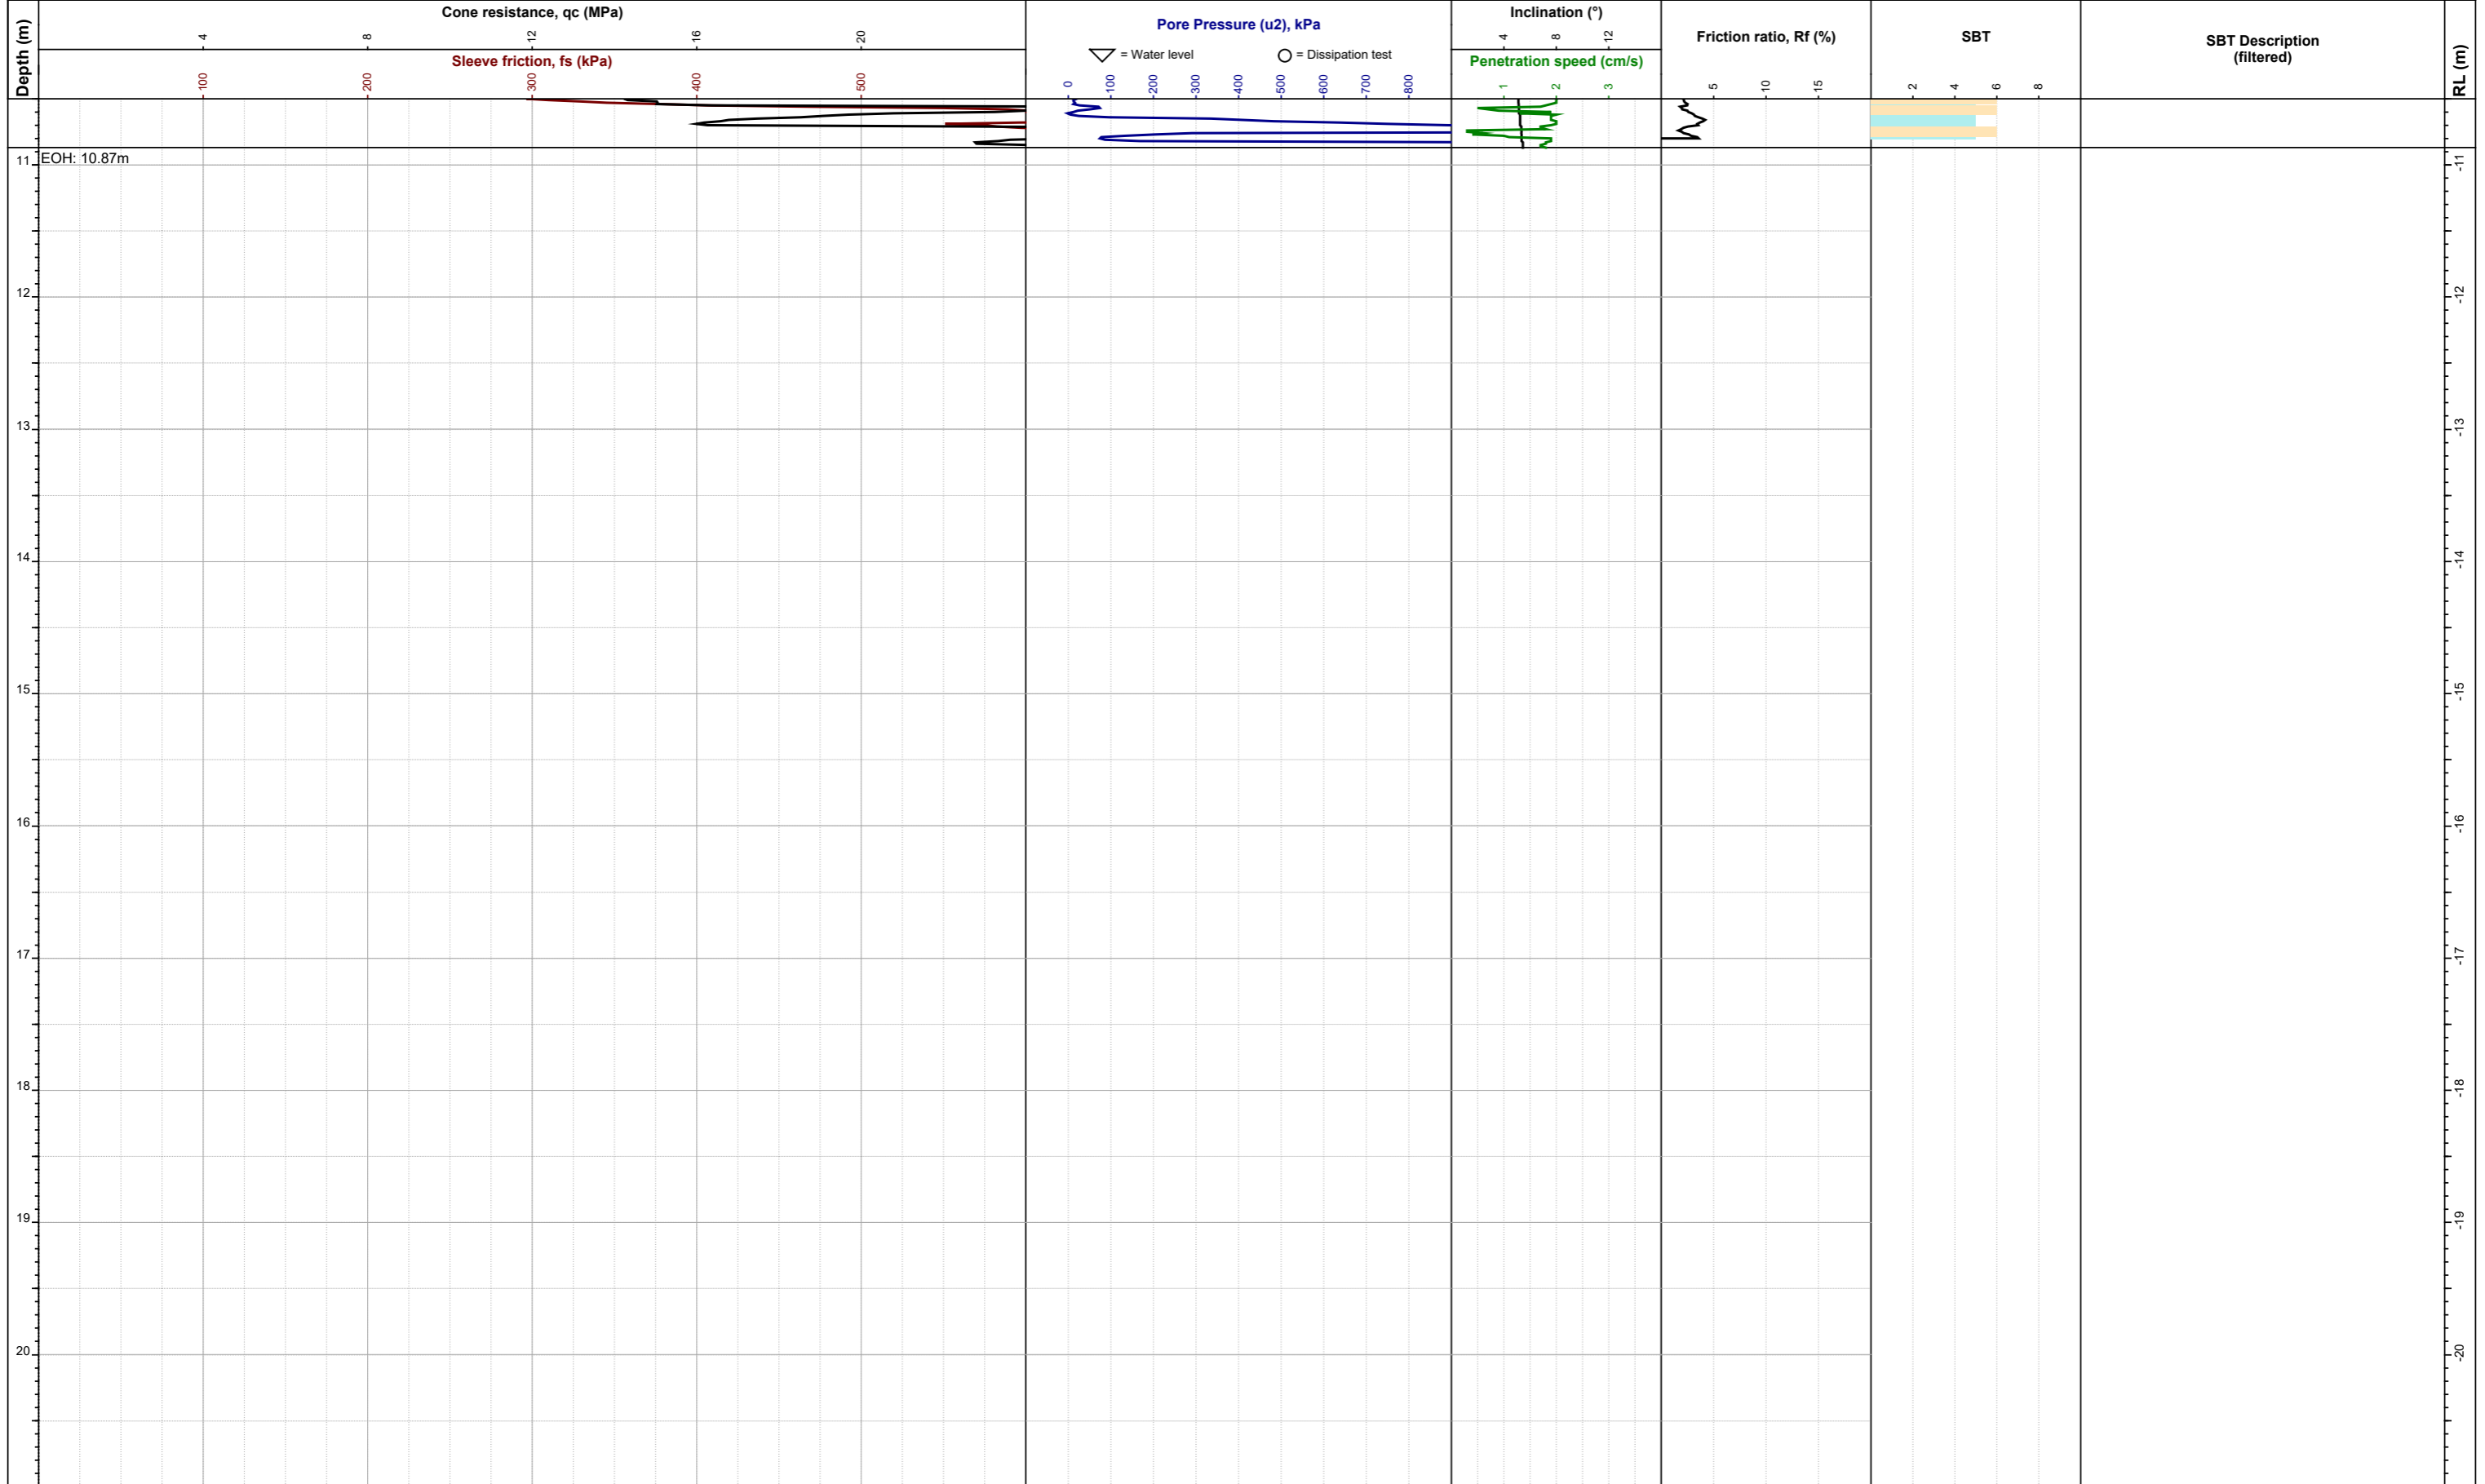 Depth (m)
Cone resistance, qc (MPa)
4 8 12 16 20
Sleeve friction, fs (kPa)
100 200 300 400 500
Pore Pressure (u2), kPa
= Water level = Dissipation test
0 100 200 300 400 500 600 700 800
Inclination (°)
4 8 12
Penetration speed (cm/s)
1 2 3
Friction ratio, Rf (%)
5 10 15
SBT
2 4 6 8
SBT Description
(filtered)
RL (m)
EOH: 10.87m
11 -11
12 -12
13 -13
14 -14
15 -15
16 -16
17 -17
18 -18
19 -19
20 -20